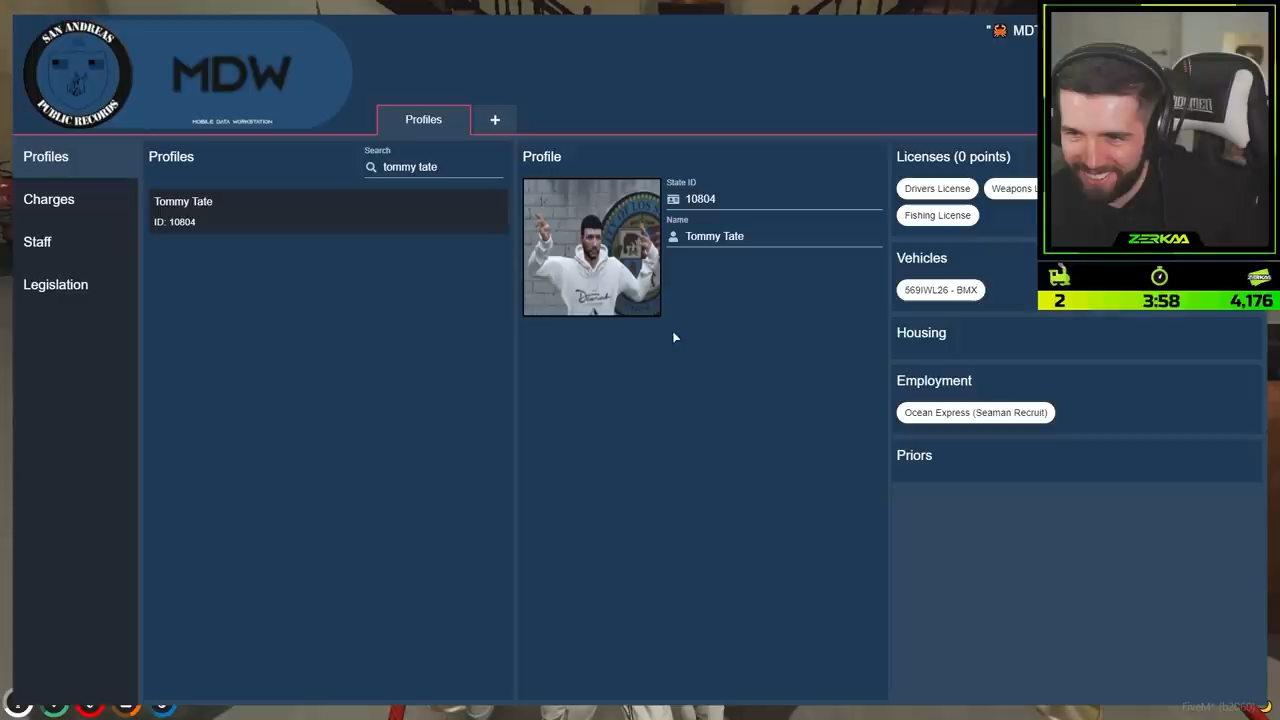 SAN ANDREAS
PUBLIC RECORDS
MDW
MOBILE DATA WORKSTATION
" 🦀 MDT
Profiles
+
Profiles
Charges
Staff
Legislation
Profiles
Search
tommy tate
Tommy Tate
ID: 10804
Profile
State ID
10804
Name
Tommy Tate
Licenses (0 points)
Drivers License
Weapons L
Fishing License
Vehicles
569IWL26 - BMX
Housing
Employment
Ocean Express (Seaman Recruit)
Priors
ZERKAA
2
3:58
4,176
FiveM* (b2060)